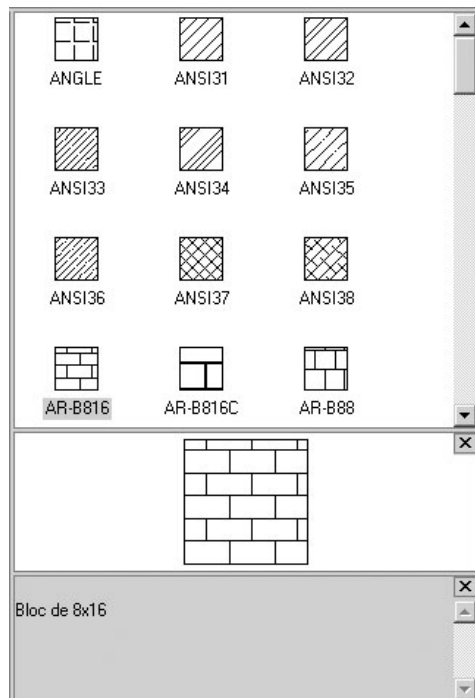 ANGLE ANSI31 ANSI32
ANSI33 ANSI34 ANSI35
ANSI36 ANSI37 ANSI38
AR-B816 AR-B816C AR-B88
Bloc de 8x16